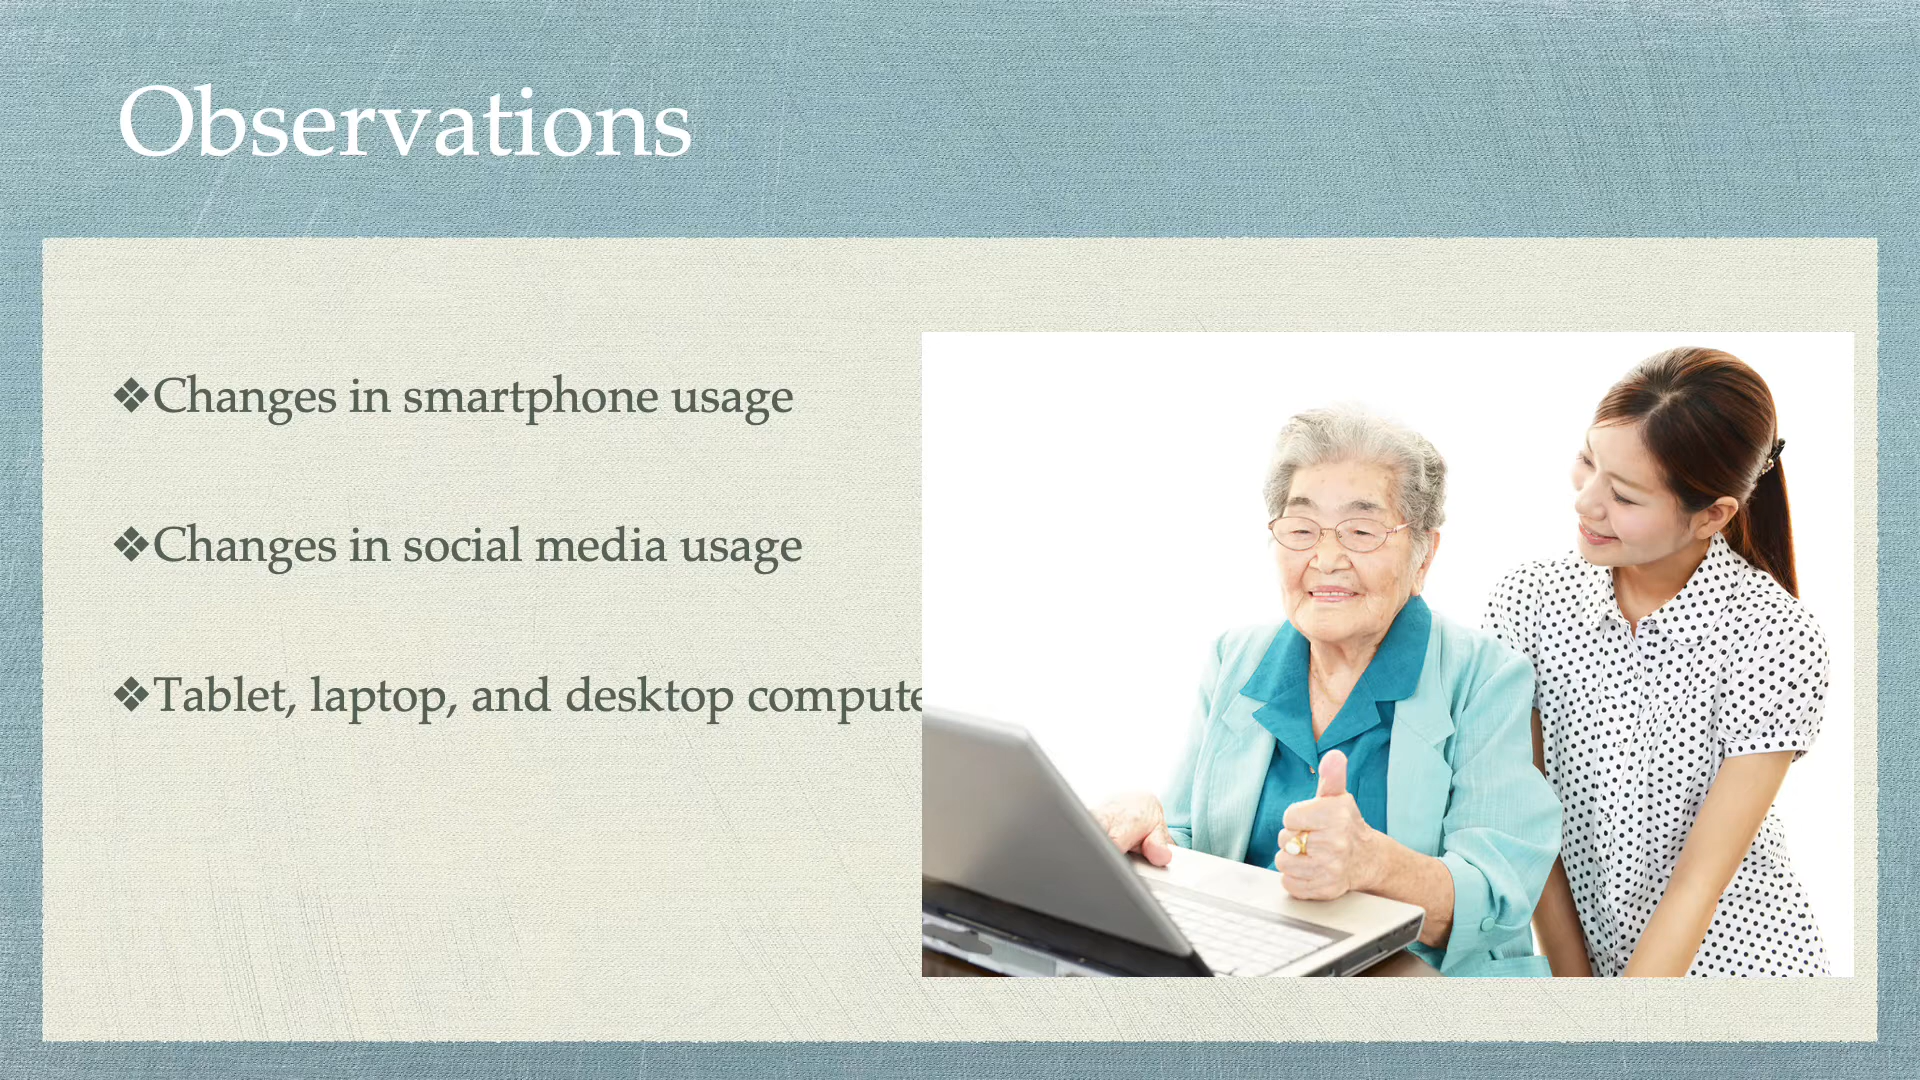 Observations
❖Changes in smartphone usage
❖Changes in social media usage
❖Tablet, laptop, and desktop compute